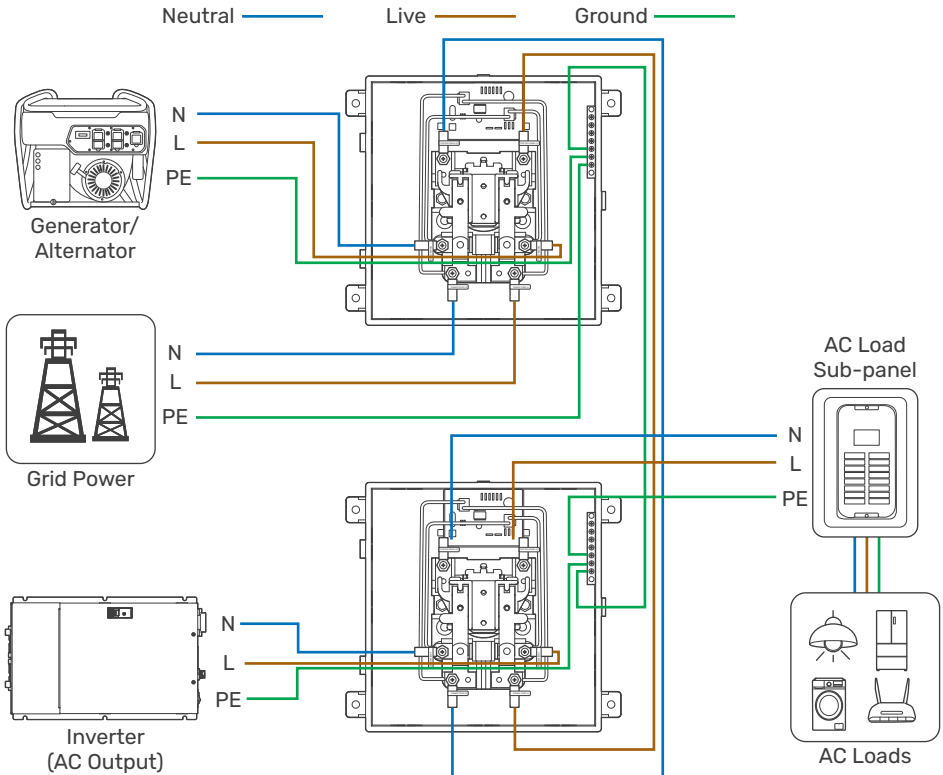 Neutral
Live
Ground
N
L
PE
Generator/
Alternator
N
L
PE
Grid Power
AC Load
Sub-panel
N
L
PE
N
L
PE
Inverter
(AC Output)
AC Loads